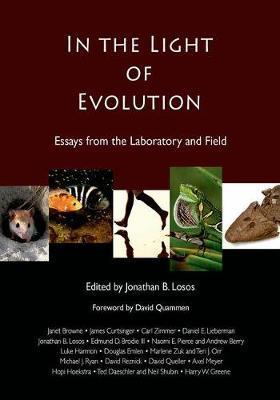 IN THE LIGHT
OF
EVOLUTION
Essays from the Laboratory and Field
Edited by Jonathan B. Losos
Foreword by David Quammen
Janet Browne • James Curtsinger • Carl Zimmer • Daniel E. Lieberman
Jonathan B. Losos • Edmund D. Brodie III • Naomi E. Pierce and Andrew Berry
Luke Harmon • Douglas Emlen • Marlene Zuk and Teri J. Orr
Michael J. Ryan • David Reznick • David Queller • Axel Meyer
Hopi Hoekstra • Ted Daeschler and Neil Shubin • Harry W. Greene